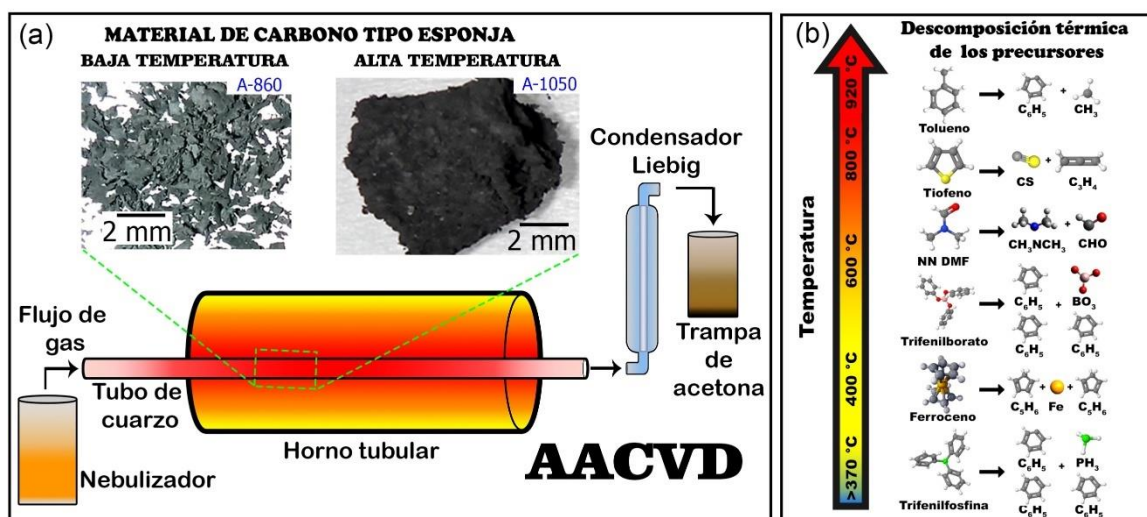 (a)
MATERIAL DE CARBONO TIPO ESPONJA
BAJA TEMPERATURA
ALTA TEMPERATURA
A-860
A-1050
2 mm
2 mm
Condensador
Liebig
Trampa
de
acetona
Flujo de
gas
Tubo de
cuarzo
Nebulizador
Horno tubular
AACVD
(b)
Descomposición térmica
de los precursores
Temperatura
920 °C
800 °C
600 °C
400 °C
>370 °C
Tolueno
C₆H₅
+
CH₃
Tiofeno
CS
+
C₃H₄
NN DMF
CH₃NCH₃
+
CHO
Trifenilborato
C₆H₅
+
BO₃
C₆H₅
C₆H₅
Ferroceno
C₅H₆
+
Fe
+
C₅H₆
Trifenilfosfina
C₆H₅
+
PH₃
C₆H₅
C₆H₅